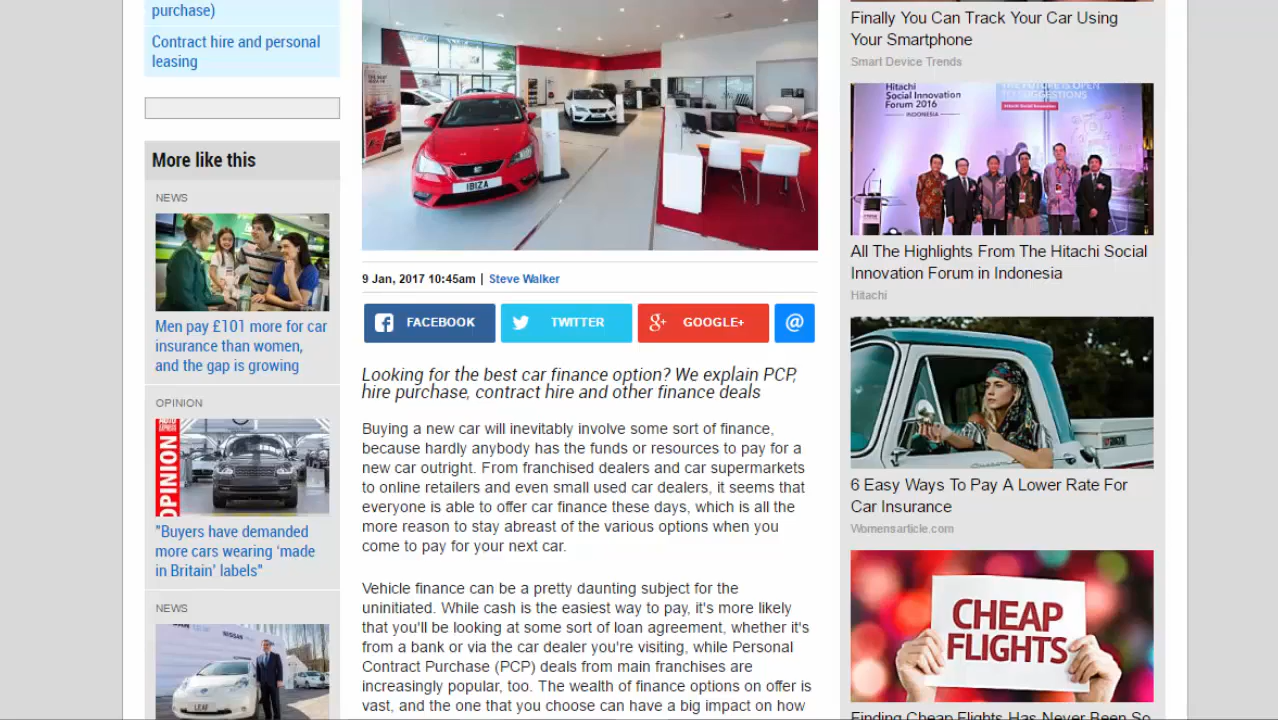 purchase)
Contract hire and personal
leasing
More like this
NEWS
Men pay £101 more for car
insurance than women,
and the gap is growing
OPINION
OPINION
"Buyers have demanded
more cars wearing ‘made
in Britain’ labels"
NEWS
LEAF
IBIZA
9 Jan, 2017 10:45am | Steve Walker
FACEBOOK
TWITTER
GOOGLE+
@
Looking for the best car finance option? We explain PCP,
hire purchase, contract hire and other finance deals
Buying a new car will inevitably involve some sort of finance,
because hardly anybody has the funds or resources to pay for a
new car outright. From franchised dealers and car supermarkets
to online retailers and even small used car dealers, it seems that
everyone is able to offer car finance these days, which is all the
more reason to stay abreast of the various options when you
come to pay for your next car.
Vehicle finance can be a pretty daunting subject for the
uninitiated. While cash is the easiest way to pay, it's more likely
that you'll be looking at some sort of loan agreement, whether it's
from a bank or via the car dealer you're visiting, while Personal
Contract Purchase (PCP) deals from main franchises are
increasingly popular, too. The wealth of finance options on offer is
vast, and the one that you choose can have a big impact on how
Finally You Can Track Your Car Using
Your Smartphone
Smart Device Trends
Hitachi
Social Innovation
Forum 2016
INDONESIA
All The Highlights From The Hitachi Social
Innovation Forum in Indonesia
Hitachi
6 Easy Ways To Pay A Lower Rate For
Car Insurance
Womensarticle.com
CHEAP
FLIGHTS
Finding Cheap Flights Has Never Been So